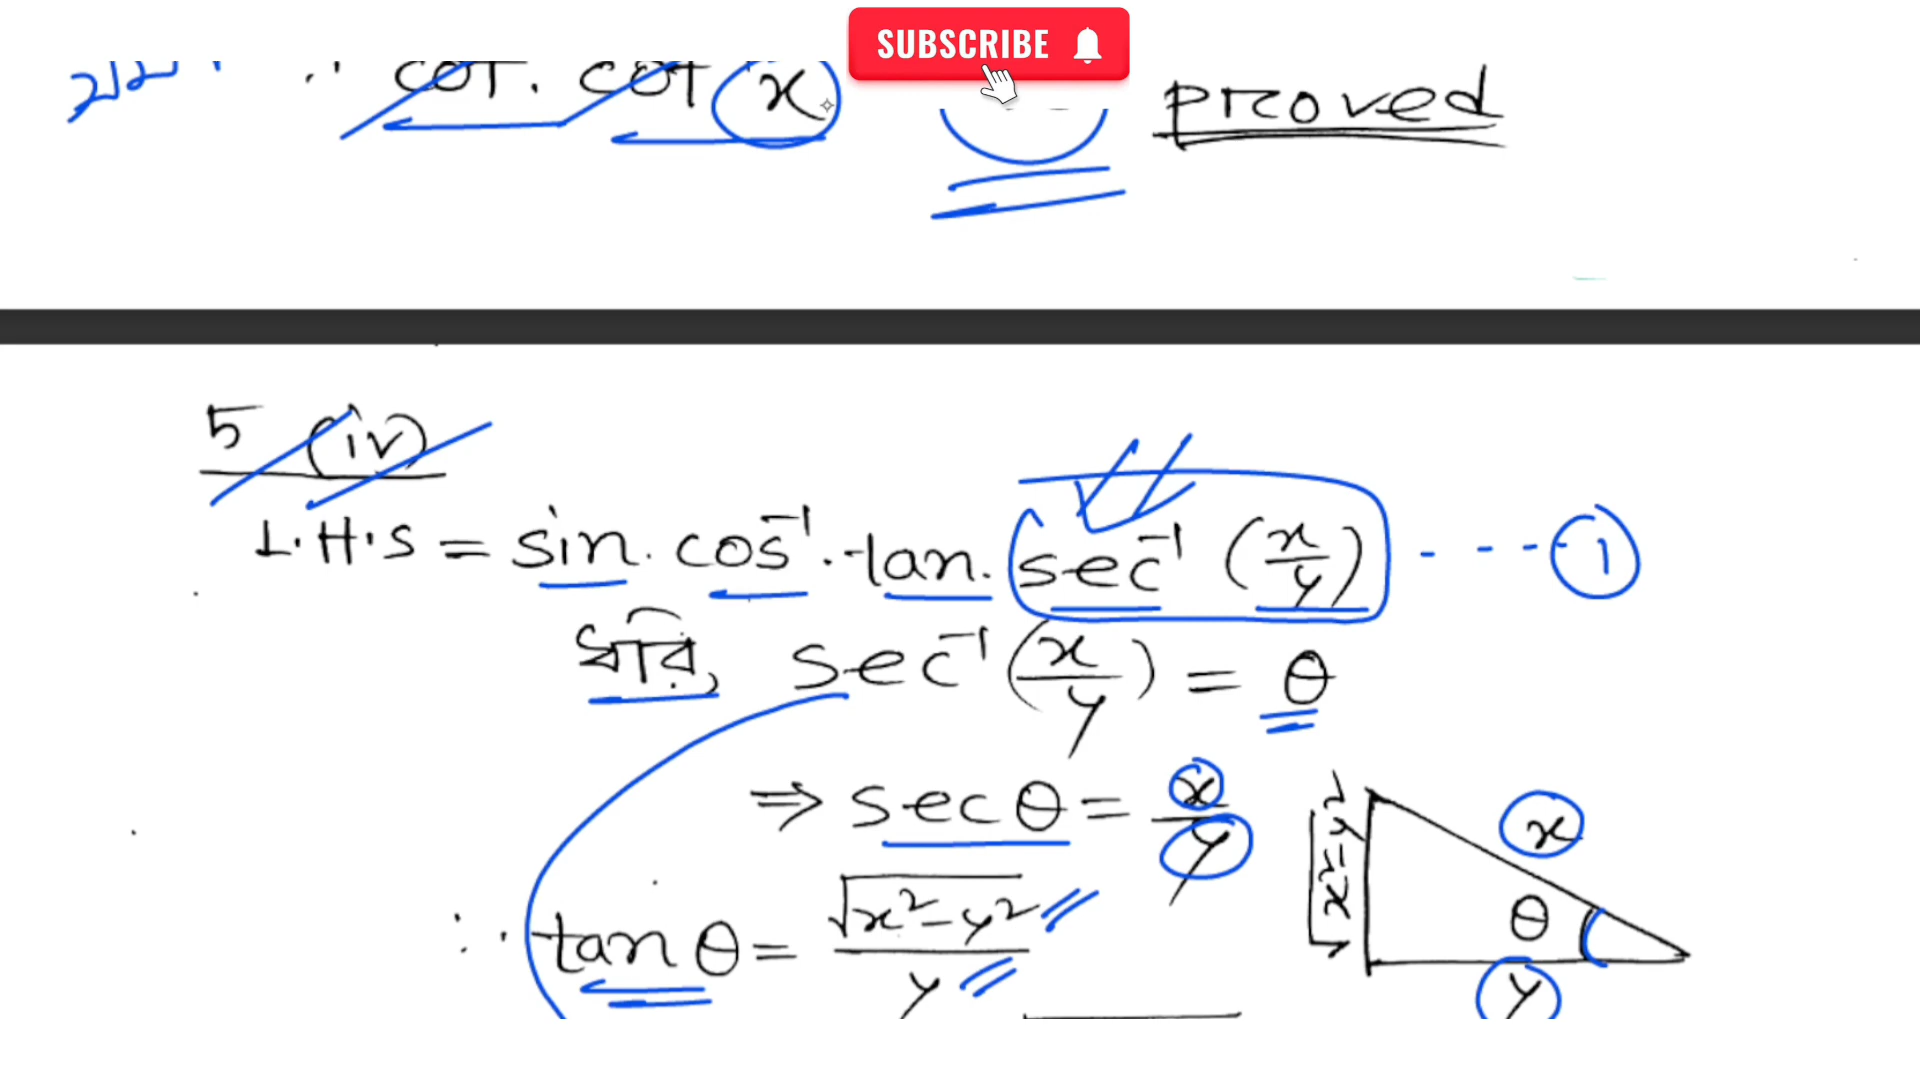 SUBSCRIBE
∴ cot. cot (x) proved
5 (iv)
L.H.S = sin. cos⁻¹. tan. sec⁻¹ (x/y) ---- ①
ধরি, sec⁻¹ (x/y) = θ
⇒ sec θ = x/y
∴ tan θ = √(x²-y²)/y
√(x²-y²)
x
θ
y